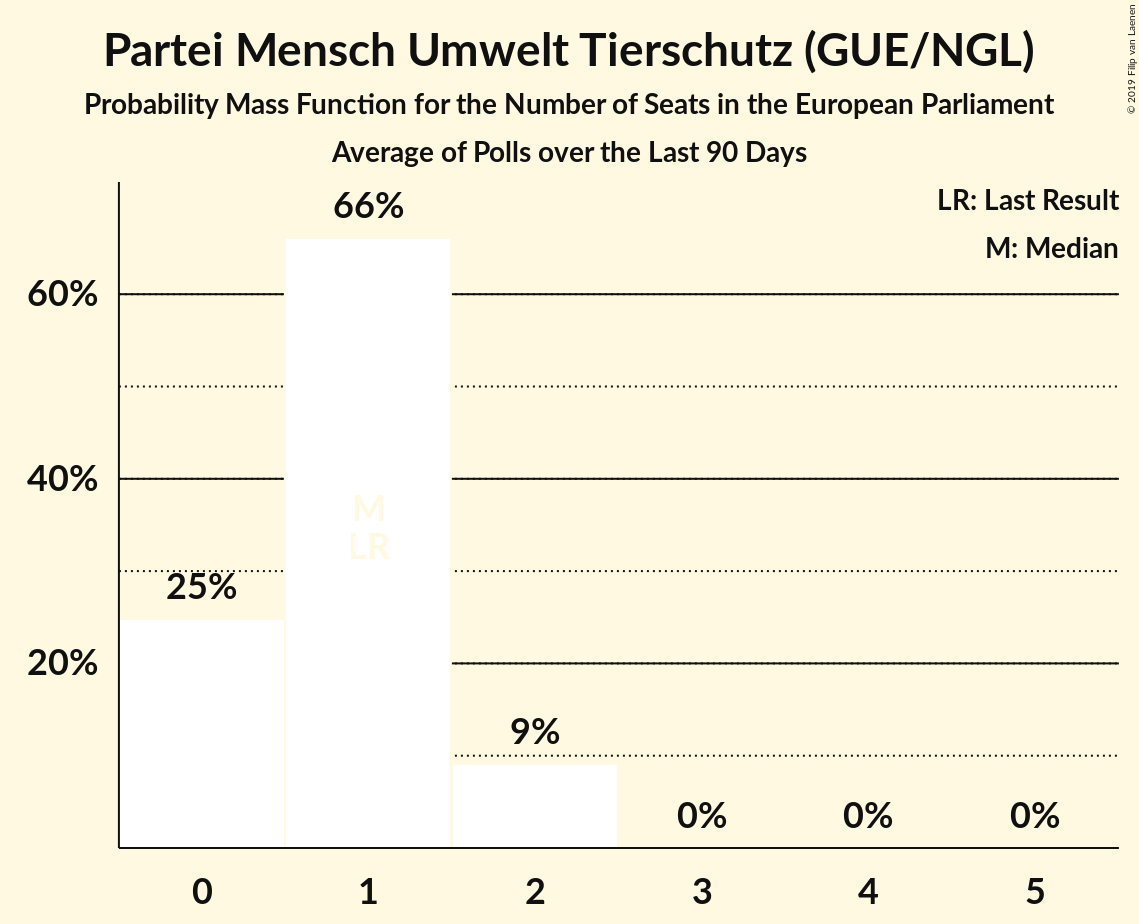 Partei Mensch Umwelt Tierschutz (GUE/NGL)
Probability Mass Function for the Number of Seats in the European Parliament
Average of Polls over the Last 90 Days
© 2019 Filip van Laenen
LR: Last Result
M: Median
66%
60%
40%
M
LR
25%
20%
9%
0%
0%
0%
0
1
2
3
4
5